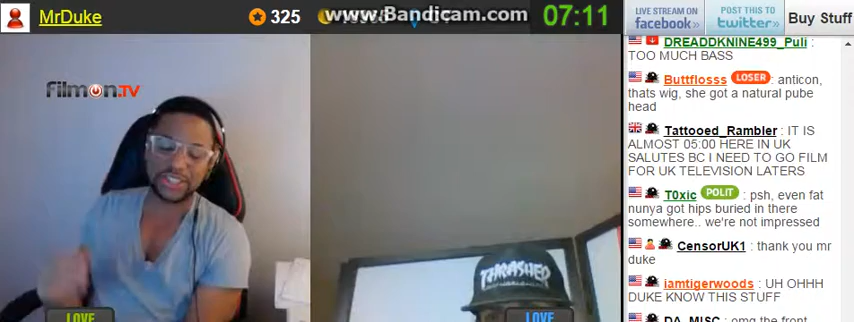 MrDuke
325
www.Bandicam.com
07:11
LIVE STREAM on
facebook»
POST THIS TO
twitter»
Buy Stuff
Filmon.TV
THRASHER
LOVE
LOVE
DREADDKNINE499_Puli :
TOO MUCH BASS
Buttflosss LOSER : anticon,
thats wig, she got a natural pube
head
Tattooed_Rambler : IT IS
ALMOST 05:00 HERE IN UK
SALUTES BC I NEED TO GO FILM
FOR UK TELEVISION LATERS
T0xic POLIT : psh, even fat
nunya got hips buried in there
somewhere.. we're not impressed
CensorUK1 : thank you mr
duke
iamtigerwoods : UH OHHH
DUKE KNOW THIS STUFF
DA_MISC : omg the front